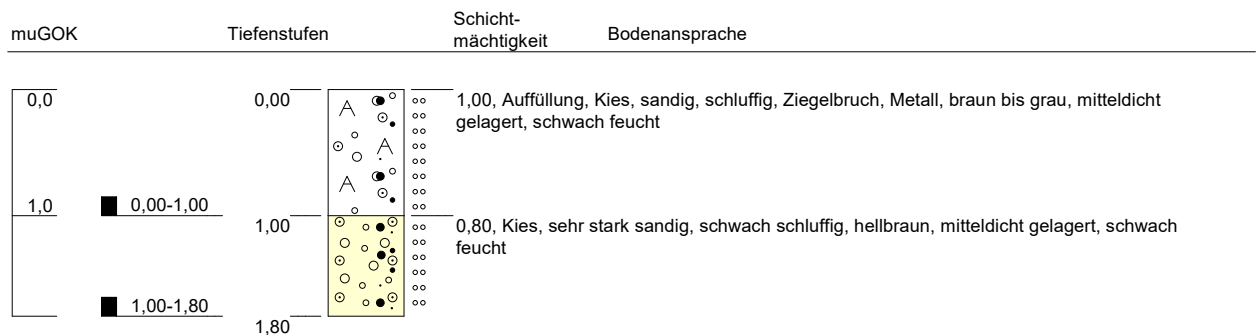 muGOK Tiefenstufen Schicht-
mächtigkeit Bodenansprache
0,0 0,00 1,00, Auffüllung, Kies, sandig, schluffig, Ziegelbruch, Metall, braun bis grau, mitteldicht
gelagert, schwach feucht
A
A
A
1,0 0,00-1,00 1,00 0,80, Kies, sehr stark sandig, schwach schluffig, hellbraun, mitteldicht gelagert, schwach
feucht
1,00-1,80
1,80